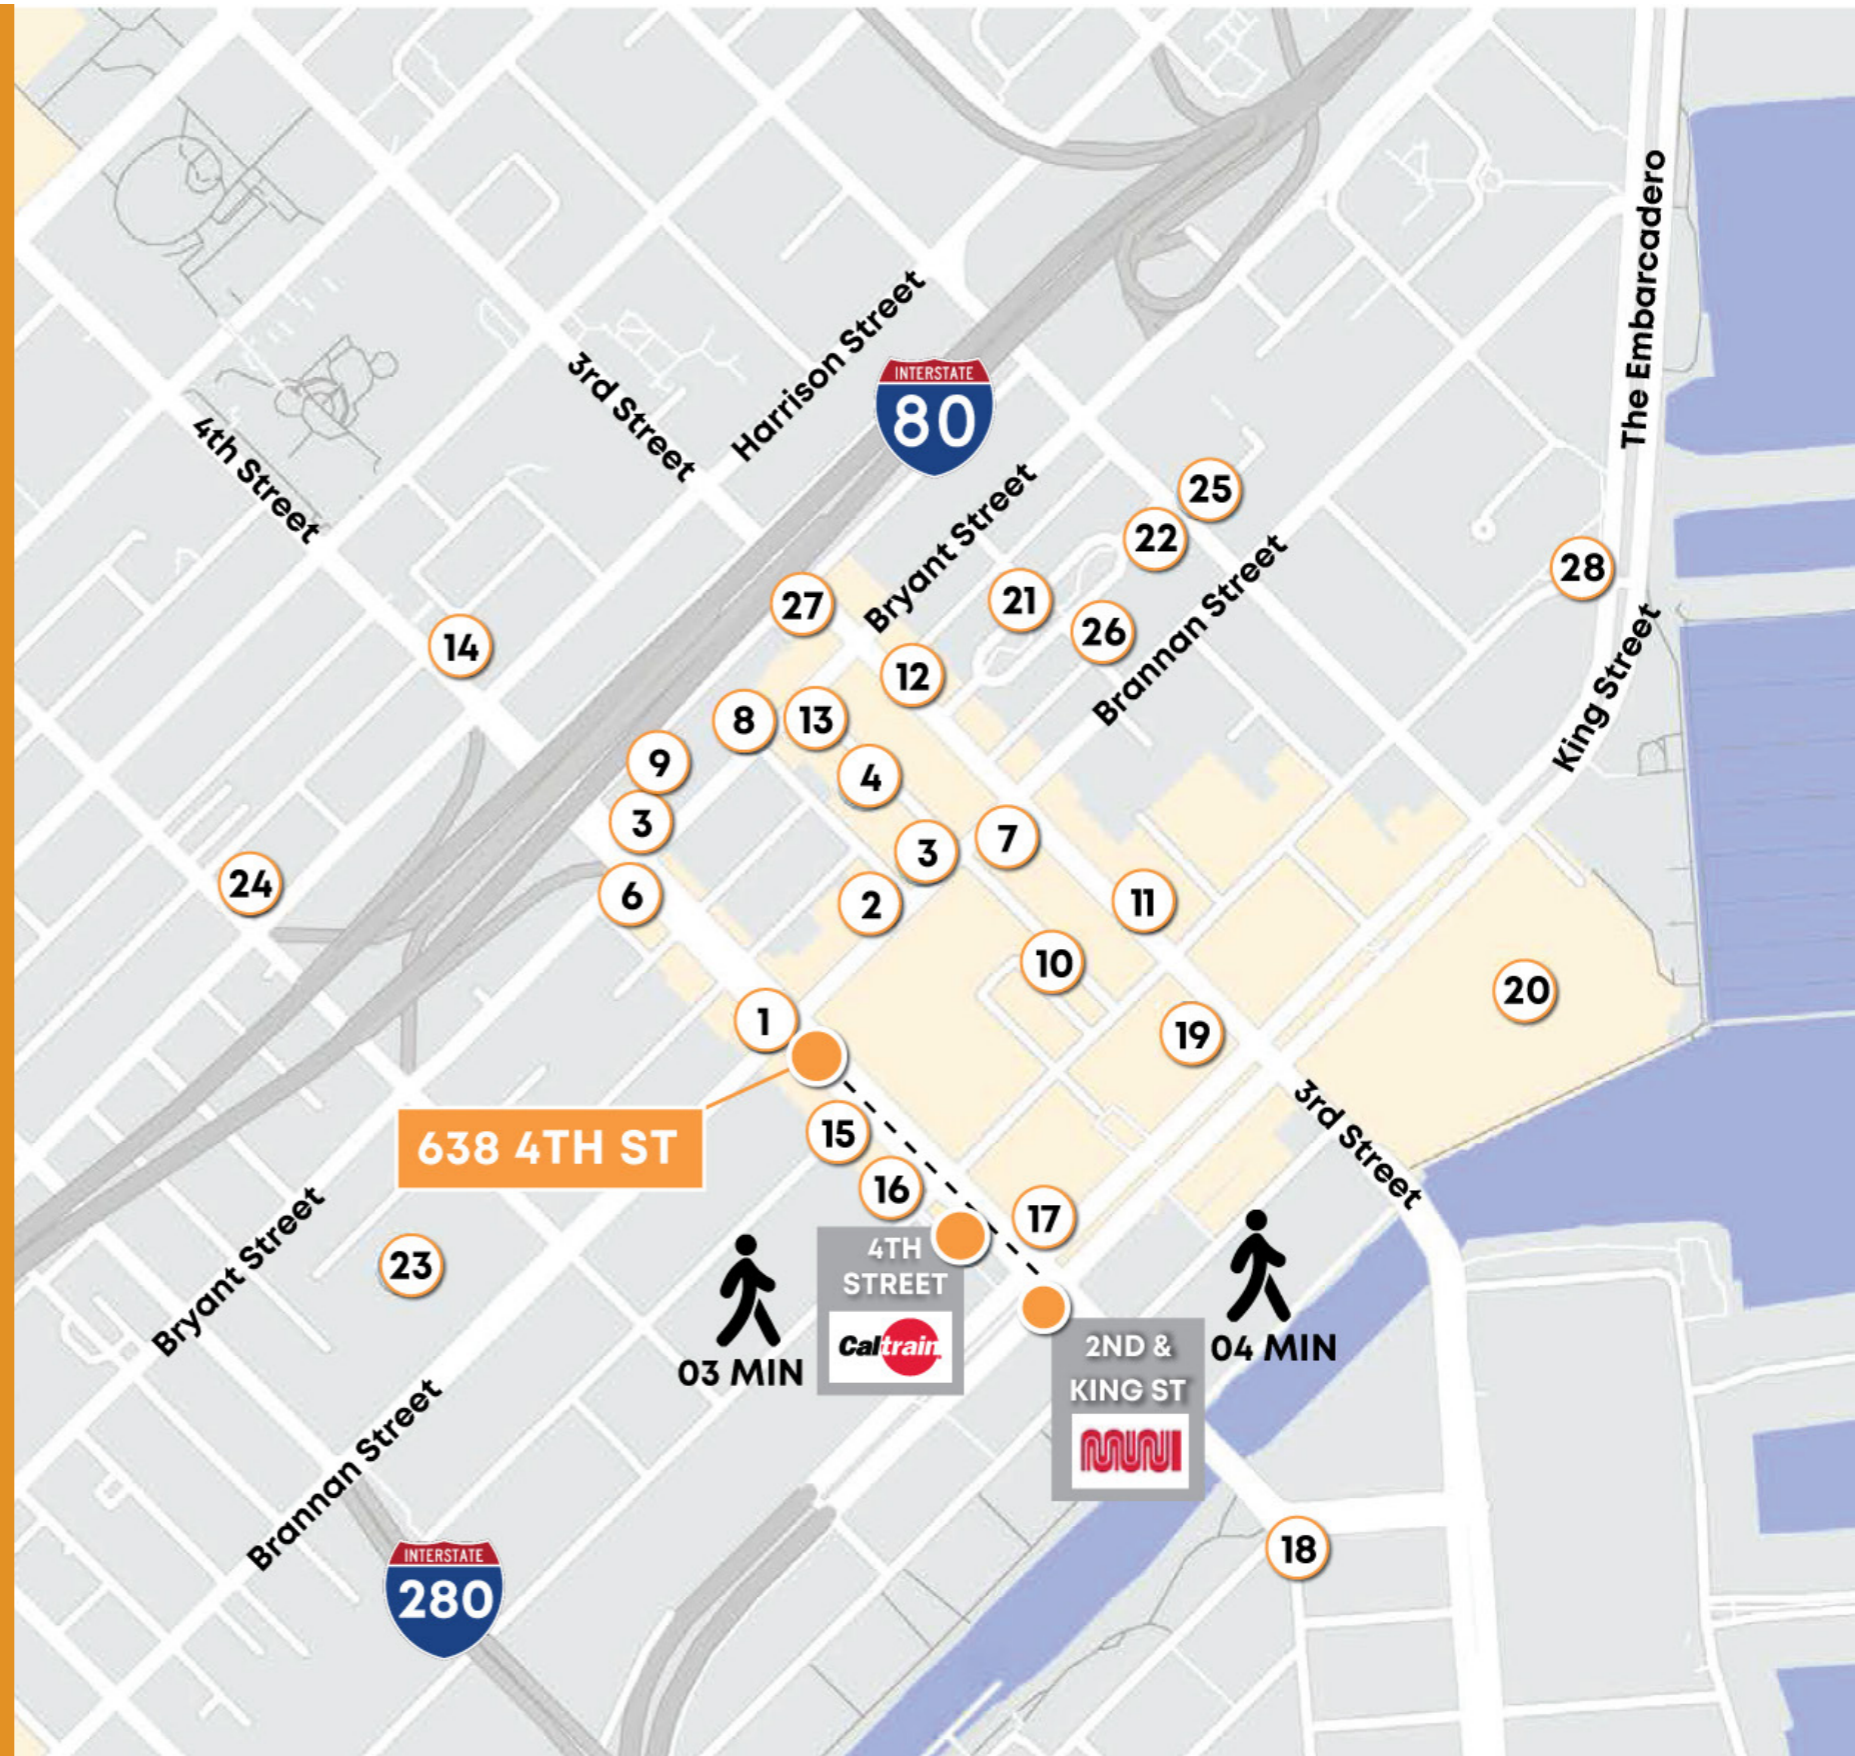 The Embarcadero
Harrison Street
3rd Street
INTERSTATE
80
4th Street
Bryant Street
25
22
Brannan Street
28
21
27
26
14
12
King Street
8
13
9
4
3
7
3
24
6
2
11
10
20
1
19
638 4TH ST
15
3rd Street
16
17
Bryant Street
23
4TH
STREET
Caltrain
03 MIN
2ND &
KING ST
MUNI
04 MIN
Brannan Street
18
INTERSTATE
280